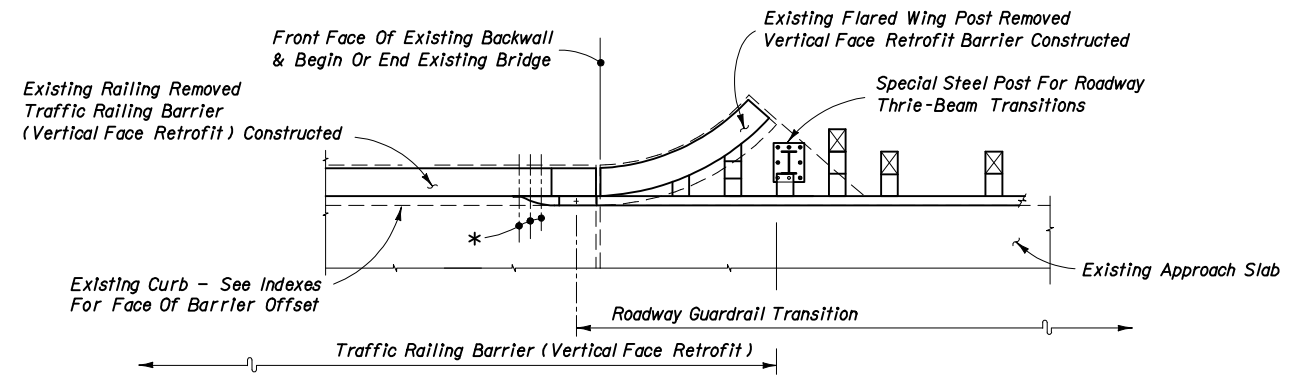 Existing Flared Wing Post Removed
Vertical Face Retrofit Barrier Constructed
Front Face Of Existing Backwall
& Begin Or End Existing Bridge
Special Steel Post For Roadway
Thrie-Beam Transitions
Existing Railing Removed
Traffic Railing Barrier
(Vertical Face Retrofit) Constructed
*
Existing Curb - See Indexes
For Face Of Barrier Offset
Existing Approach Slab
Roadway Guardrail Transition
Traffic Railing Barrier (Vertical Face Retrofit)